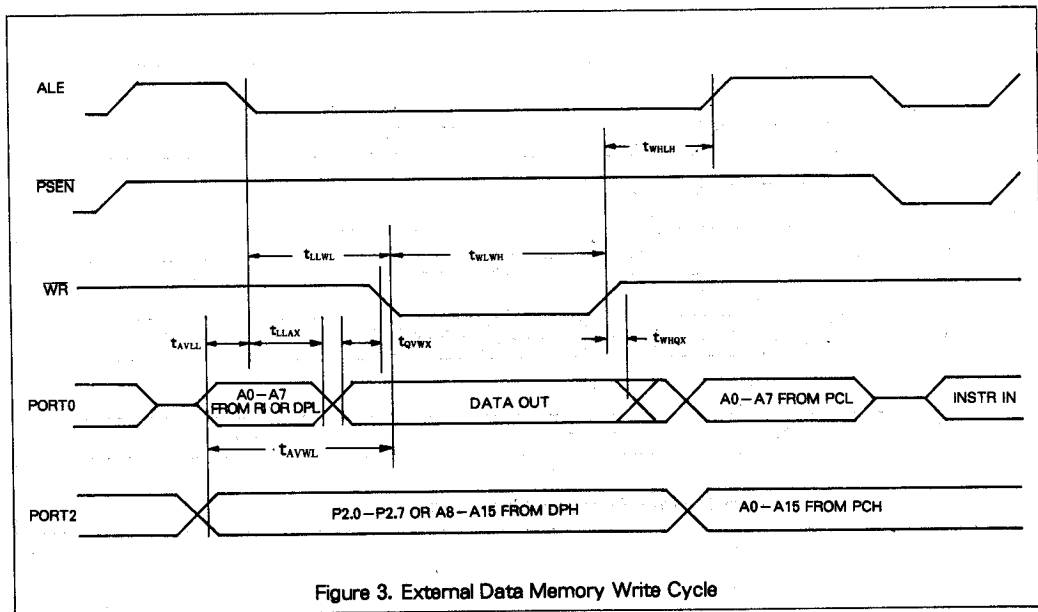 ALE
tWHLH
PSEN
tLLWL
tWLWH
WR
tAVLL
tLLAX
tQVWX
tWHQX
PORT0
A0-A7
FROM RI OR DPL
DATA OUT
A0-A7 FROM PCL
INSTR IN
tAVWL
PORT2
P2.0-P2.7 OR A8-A15 FROM DPH
A0-A15 FROM PCH
Figure 3. External Data Memory Write Cycle